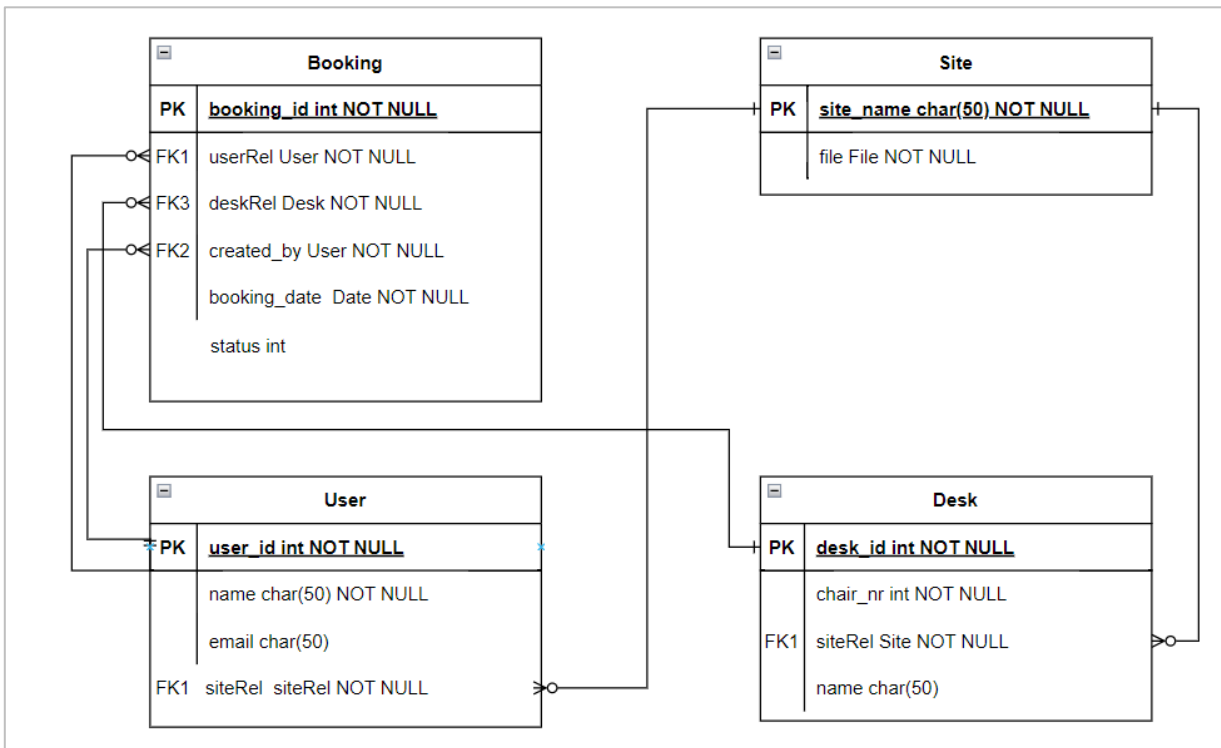 Booking
PK booking_id int NOT NULL
FK1 userRel User NOT NULL
FK3 deskRel Desk NOT NULL
FK2 created_by User NOT NULL
booking_date  Date NOT NULL
status int
Site
PK site_name char(50) NOT NULL
file File NOT NULL
User
PK user_id int NOT NULL
name char(50) NOT NULL
email char(50)
FK1 siteRel  siteRel NOT NULL
Desk
PK desk_id int NOT NULL
chair_nr int NOT NULL
FK1 siteRel Site NOT NULL
name char(50)